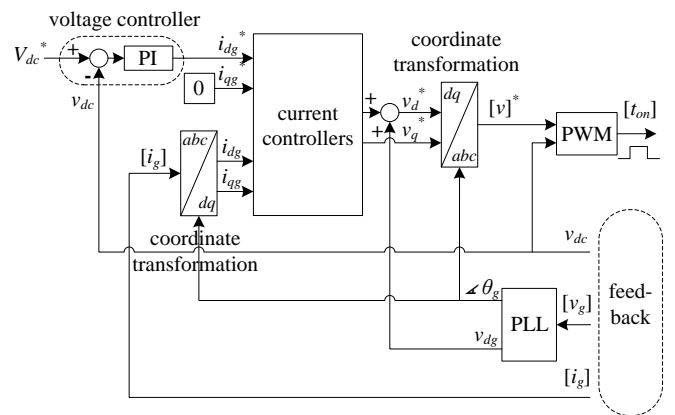 voltage controller
V_dc^*
+
-
PI
i_dg^*
i_qg^*
0
v_dc
current
controllers
+
+
v_d^*
v_q^*
coordinate
transformation
dq
abc
[v]^*
PWM
[t_on]
[i_g]
abc
dq
i_dg
i_qg
coordinate
transformation
v_dc
∡ θ_g
PLL
[v_g]
v_dg
[i_g]
feed-
back